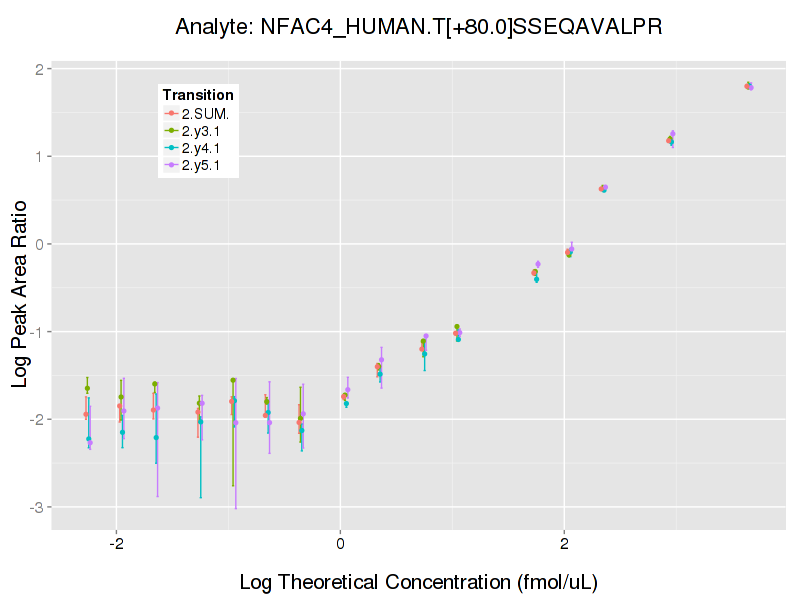 Analyte: NFAC4_HUMAN.T[+80.0]SSEQAVALPR
Log Peak Area Ratio
2
1
0
-1
-2
-3
Transition
2.SUM.
2.y3.1
2.y4.1
2.y5.1
-2
0
2
Log Theoretical Concentration (fmol/uL)